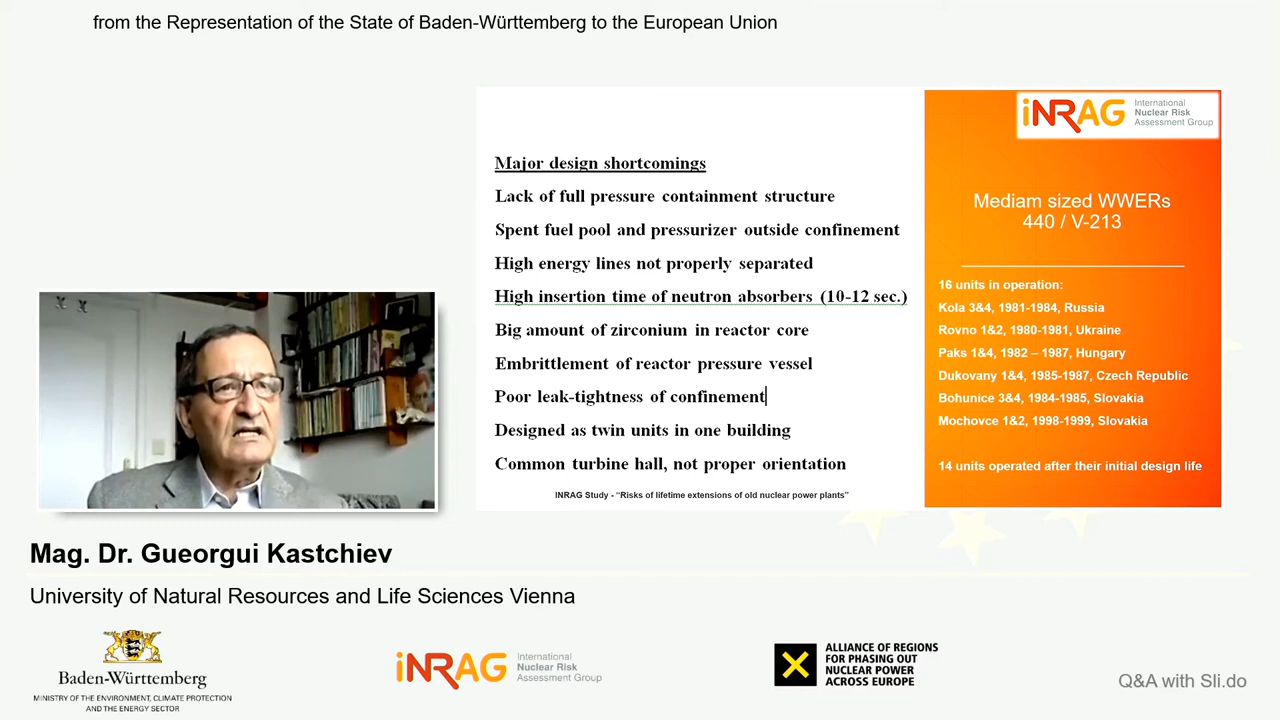 from the Representation of the State of Baden-Württemberg to the European Union
Major design shortcomings
Lack of full pressure containment structure
Spent fuel pool and pressurizer outside confinement
High energy lines not properly separated
High insertion time of neutron absorbers (10-12 sec.)
Big amount of zirconium in reactor core
Embrittlement of reactor pressure vessel
Poor leak-tightness of confinement
Designed as twin units in one building
Common turbine hall, not proper orientation
INRAG Study - “Risks of lifetime extensions of old nuclear power plants”
iNRAG
International
Nuclear Risk
Assessment Group
Mediam sized WWERs
440 / V-213
16 units in operation:
Kola 3&4, 1981-1984, Russia
Rovno 1&2, 1980-1981, Ukraine
Paks 1&4, 1982 – 1987, Hungary
Dukovany 1&4, 1985-1987, Czech Republic
Bohunice 3&4, 1984-1985, Slovakia
Mochovce 1&2, 1998-1999, Slovakia
14 units operated after their initial design life
Mag. Dr. Gueorgui Kastchiev
University of Natural Resources and Life Sciences Vienna
Baden-Württemberg
MINISTRY OF THE ENVIRONMENT, CLIMATE PROTECTION
AND THE ENERGY SECTOR
iNRAG
International
Nuclear Risk
Assessment Group
ALLIANCE OF REGIONS
FOR PHASING OUT
NUCLEAR POWER
ACROSS EUROPE
Q&A with Sli.do